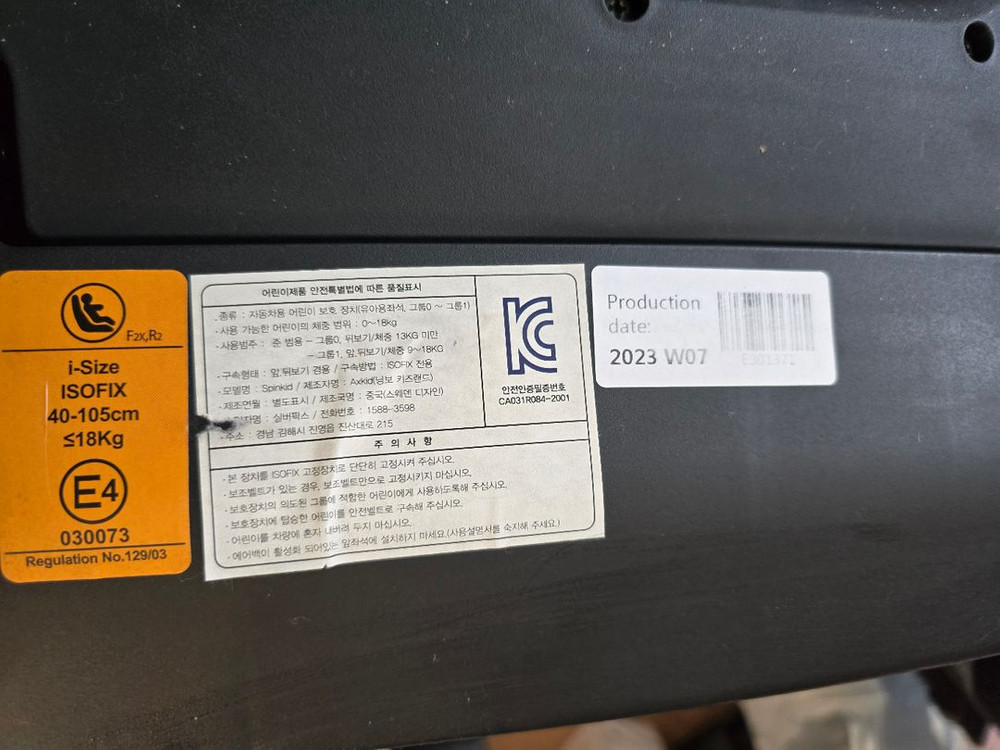 F2X,R2
i-Size
ISOFIX
40-105cm
≤18Kg
E4
030073
Regulation No.129/03
어린이제품 안전특별법에 따른 품질표시
- 종류 : 자동차용 어린이 보호 장치(유아용좌석, 그룹0 ~ 그룹1)
- 사용 가능한 어린이의 체중 범위 : 0~18kg
- 사용범주 : 준 범용 - 그룹0, 뒤보기/체중 13KG 미만
- 그룹1, 앞,뒤보기/체중 9~18KG
- 구속형태 : 앞,뒤보기 겸용 / 구속방법 : ISOFIX 전용
- 모델명 : Spinkid / 제조자명 : Axkid(닝보 키즈랜드)
- 제조연월 : 별도표시 / 제조국명 : 중국(스웨덴 디자인)
자명 : 실버팍스 / 전화번호 : 1588-3598
- 주소 : 경남 김해시 진영읍 진산대로 215
KC
안전인증필증번호
CA031R084-2001
주 의 사 항
- 본 장치를 ISOFIX 고정장치로 단단히 고정시켜 주십시오.
- 보조벨트가 있는 경우, 보조벨트만으로 고정시키지 마십시오.
- 보호장치의 의도된 그룹에 적합한 어린이에게 사용하도록해 주십시오.
- 보호장치에 탑승한 어린이를 안전벨트로 구속해 주십시오.
- 어린이를 차량에 혼자 내버려 두지 마십시오.
- 에어백이 활성화 되어있는 앞좌석에 설치하지 마세요.(사용설명서를 숙지해 주세요.)
Production
date:
2023 W07